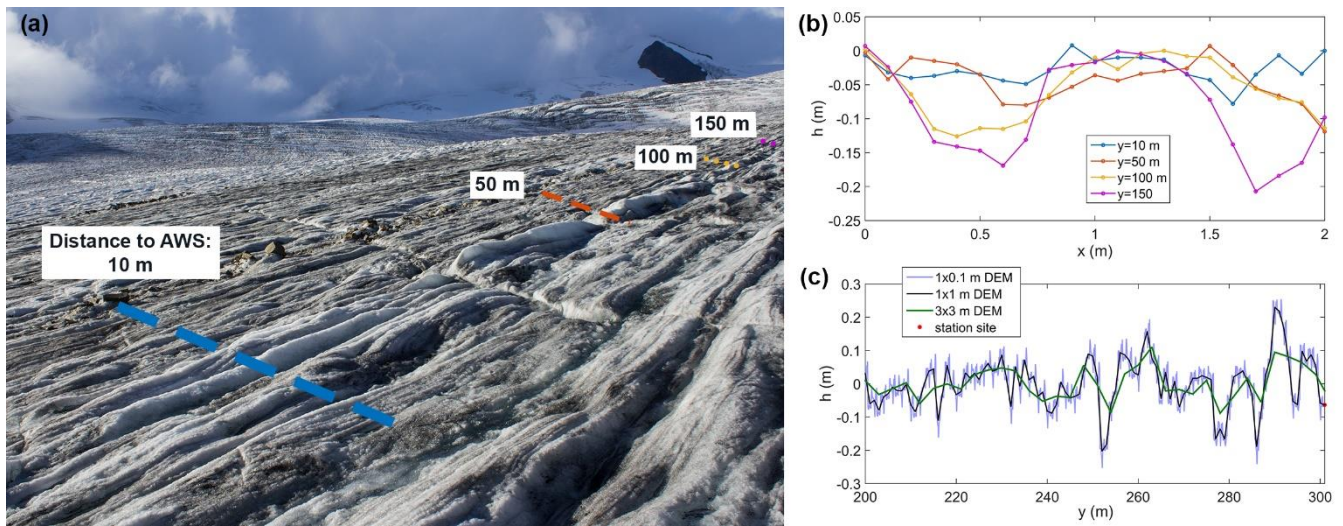 (a)
150 m
100 m
50 m
Distance to AWS:
10 m
(b)
0.05
0
-0.05
-0.1
-0.15
-0.2
-0.25
h (m)
y=10 m
y=50 m
y=100 m
y=150
0
0.5
1
1.5
2
x (m)
(c)
1x0.1 m DEM
1x1 m DEM
3x3 m DEM
station site
0.3
0.2
0.1
0
-0.1
-0.2
-0.3
h (m)
200
220
240
260
280
300
y (m)